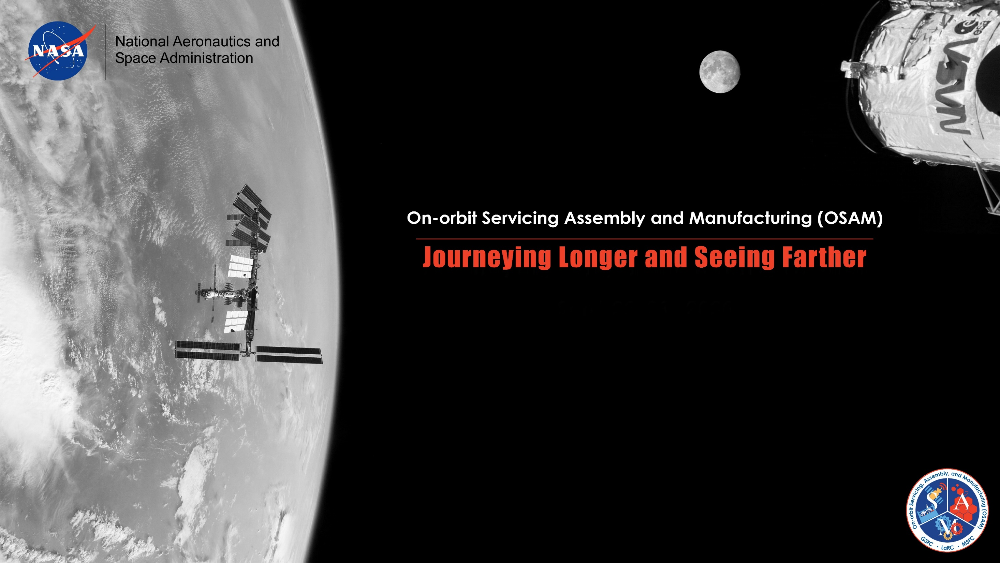 NASA
National Aeronautics and
Space Administration
esa
NASA
On-orbit Servicing Assembly and Manufacturing (OSAM)
Journeying Longer and Seeing Farther
On-orbit Servicing, Assembly, and Manufacturing (OSAM)
S
A
M
GSFC • LaRC • MSFC